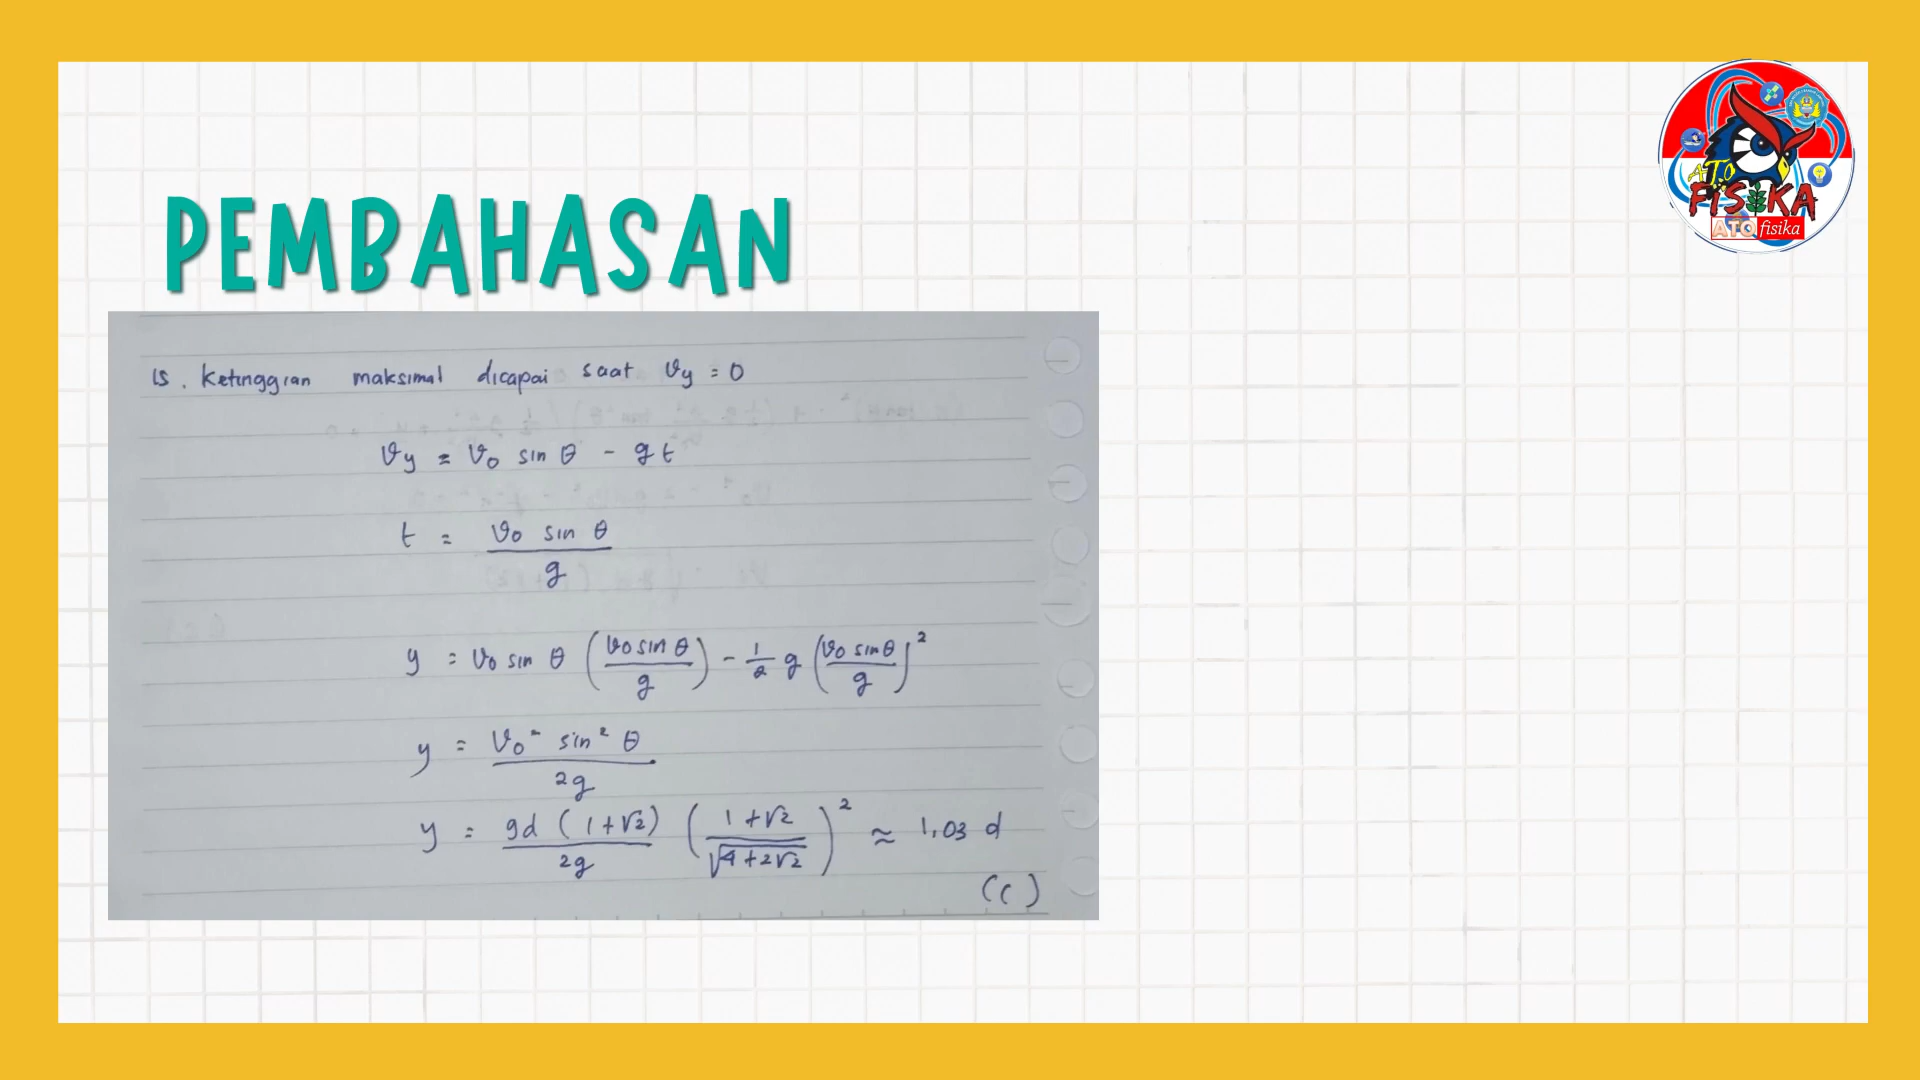 PEMBAHASAN
ATO
FISIKA
ATO fisika
15. Ketinggian maksimal dicapai saat vy = 0
vy = v0 sin θ - gt
t = v0 sin θ / g
y = v0 sin θ (v0 sin θ / g) - 1/2 g (v0 sin θ / g)²
y = v0² sin² θ / 2g
y = gd (1+√2) / 2g ((1+√2) / √(4+2√2))² ≈ 1,03 d
(C)